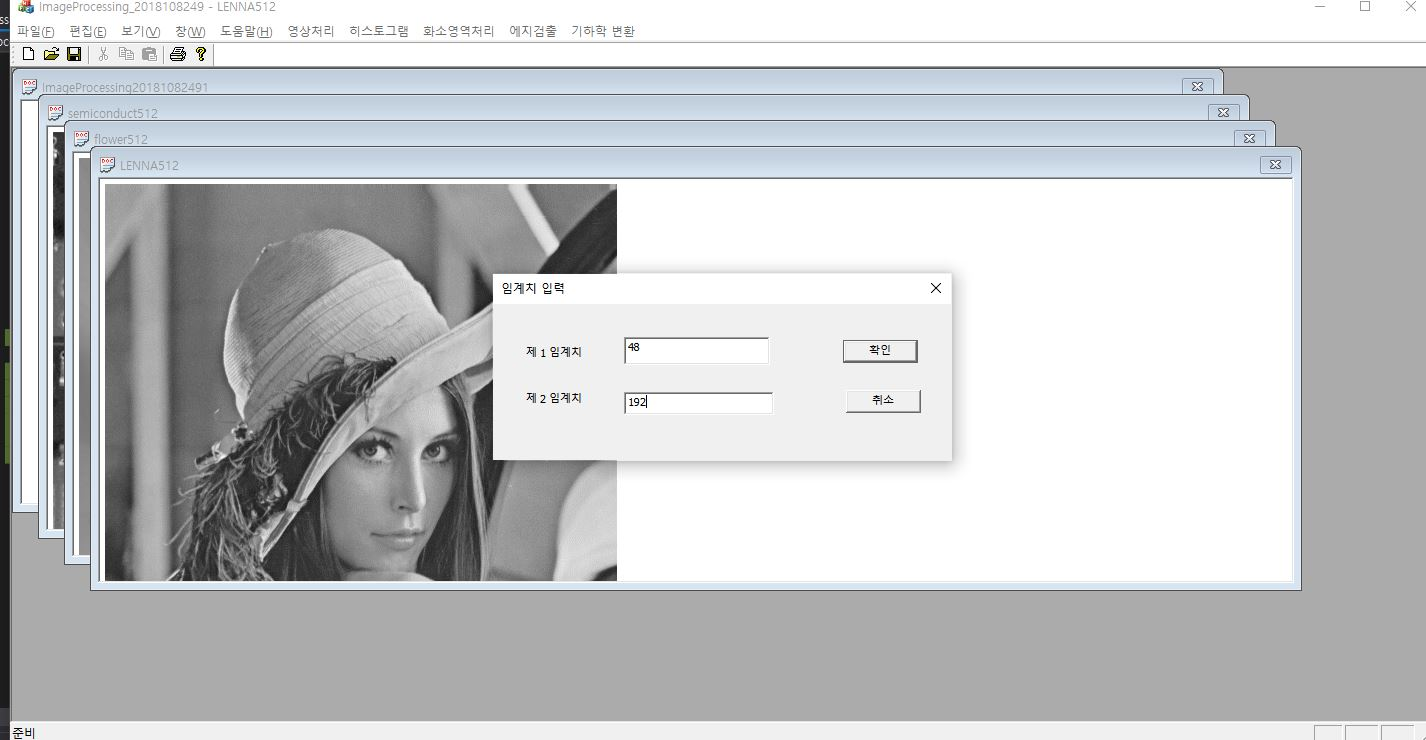 ImageProcessing_2018108249 - LENNA512
파일(F) 편집(E) 보기(V) 창(W) 도움말(H) 영상처리 히스토그램 화소영역처리 에지검출 기하학 변환
ImageProcessing20181082491
semiconduct512
flower512
LENNA512
임계치 입력
제 1 임계치 48 확인
제 2 임계치 192 취소
준비